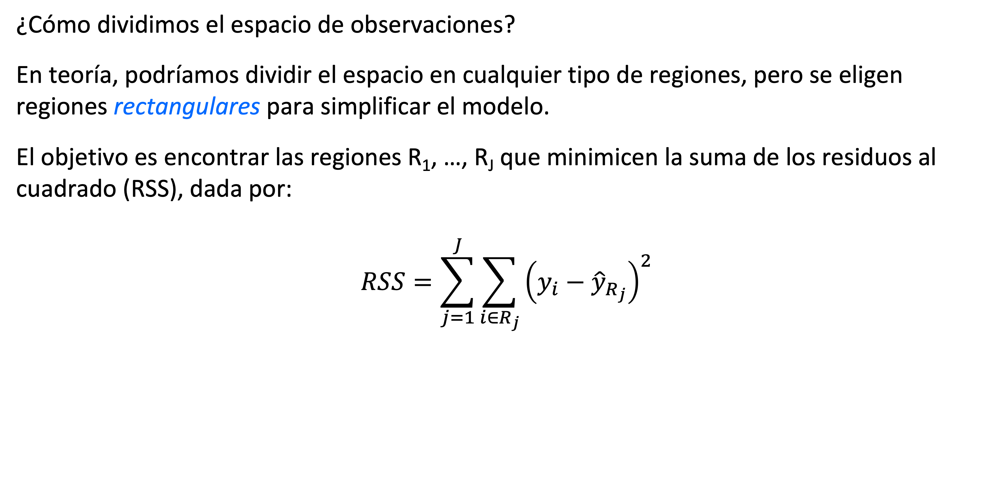 ¿Cómo dividimos el espacio de observaciones?
En teoría, podríamos dividir el espacio en cualquier tipo de regiones, pero se eligen
regiones rectangulares para simplificar el modelo.
El objetivo es encontrar las regiones R₁, ..., R_J que minimicen la suma de los residuos al
cuadrado (RSS), dada por:
$RSS = \sum_{j=1}^{J} \sum_{i \in R_j} \left( y_i - \hat{y}_{R_j} \right)^2$